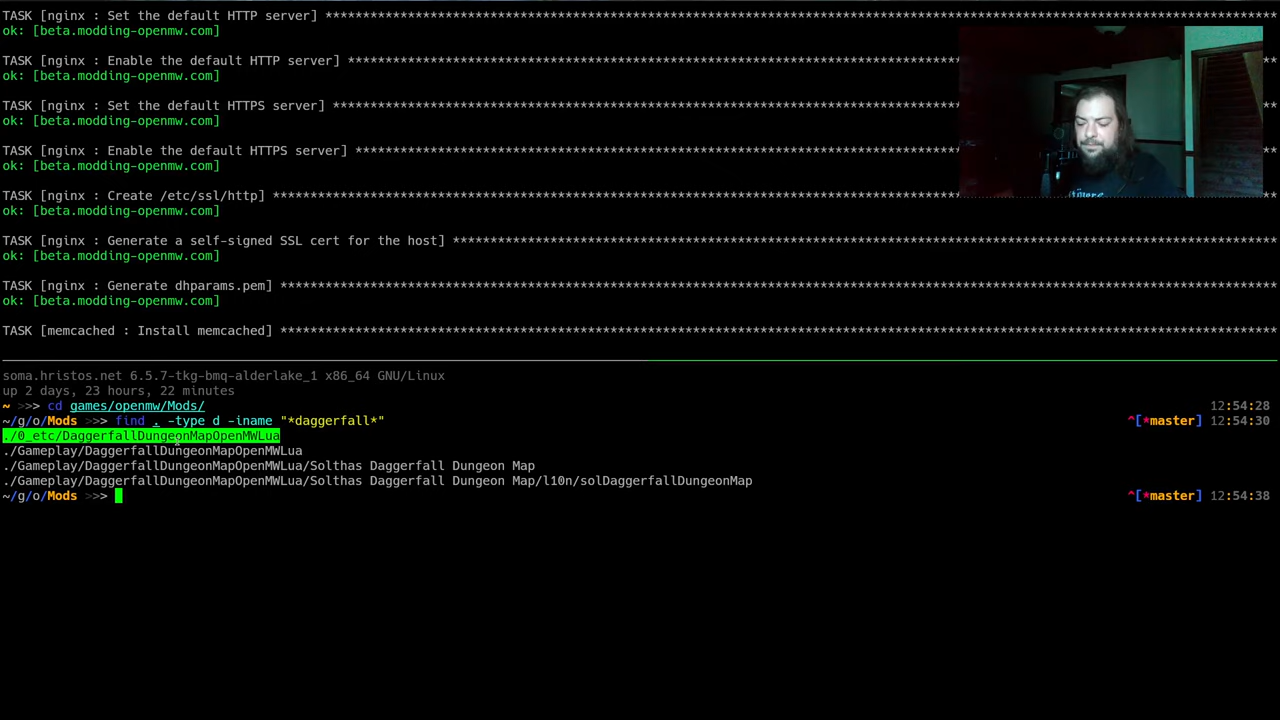 TASK [nginx : Set the default HTTP server] ****************************************************************************************************************************
ok: [beta.modding-openmw.com]
TASK [nginx : Enable the default HTTP server] *************************************************************************************************************************
ok: [beta.modding-openmw.com]
TASK [nginx : Set the default HTTPS server] ***************************************************************************************************************************
ok: [beta.modding-openmw.com]
TASK [nginx : Enable the default HTTPS server] ************************************************************************************************************************
ok: [beta.modding-openmw.com]
TASK [nginx : Create /etc/ssl/http] ***********************************************************************************************************************************
ok: [beta.modding-openmw.com]
TASK [nginx : Generate a self-signed SSL cert for the host] **************************************************************************************************************
ok: [beta.modding-openmw.com]
TASK [nginx : Generate dhparams.pem] **********************************************************************************************************************************
ok: [beta.modding-openmw.com]
TASK [memcached : Install memcached] **********************************************************************************************************************************
soma.hristos.net 6.5.7-tkg-bmq-alderlake_1 x86_64 GNU/Linux
up 2 days, 23 hours, 22 minutes
~ >>> cd games/openmw/Mods/ 12:54:28
~/g/o/Mods >>> find . -type d -iname "*daggerfall*" ^[*master] 12:54:30
./0_etc/DaggerfallDungeonMapOpenMWLua
./Gameplay/DaggerfallDungeonMapOpenMWLua
./Gameplay/DaggerfallDungeonMapOpenMWLua/Solthas Daggerfall Dungeon Map
./Gameplay/DaggerfallDungeonMapOpenMWLua/Solthas Daggerfall Dungeon Map/l10n/solDaggerfallDungeonMap
~/g/o/Mods >>> ^[*master] 12:54:38